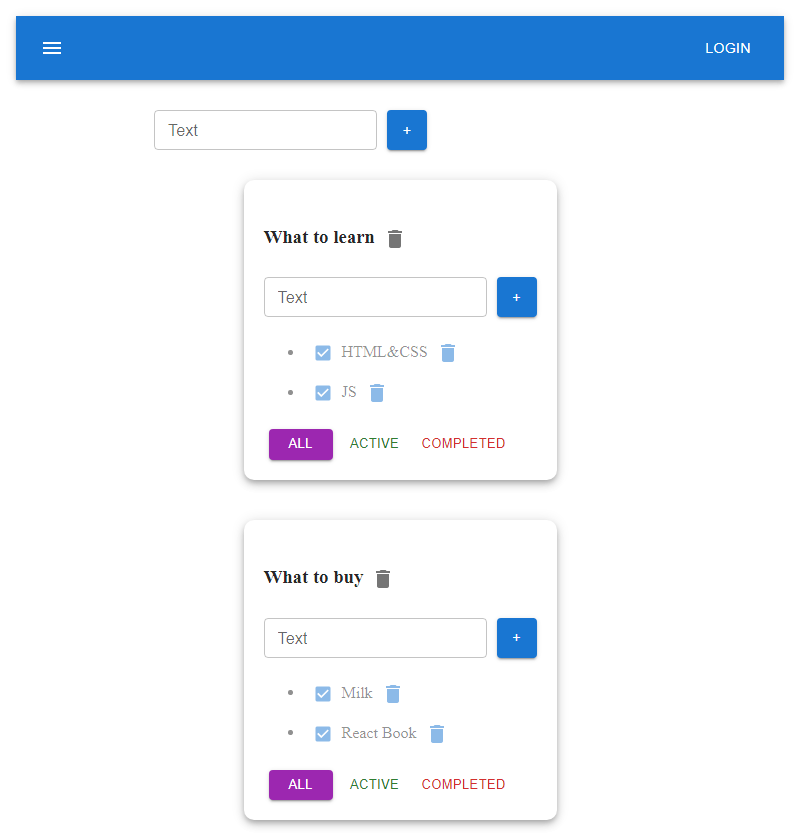 LOGIN
Text +
What to learn
Text +
HTML&CSS
JS
ALL ACTIVE COMPLETED
What to buy
Text +
Milk
React Book
ALL ACTIVE COMPLETED